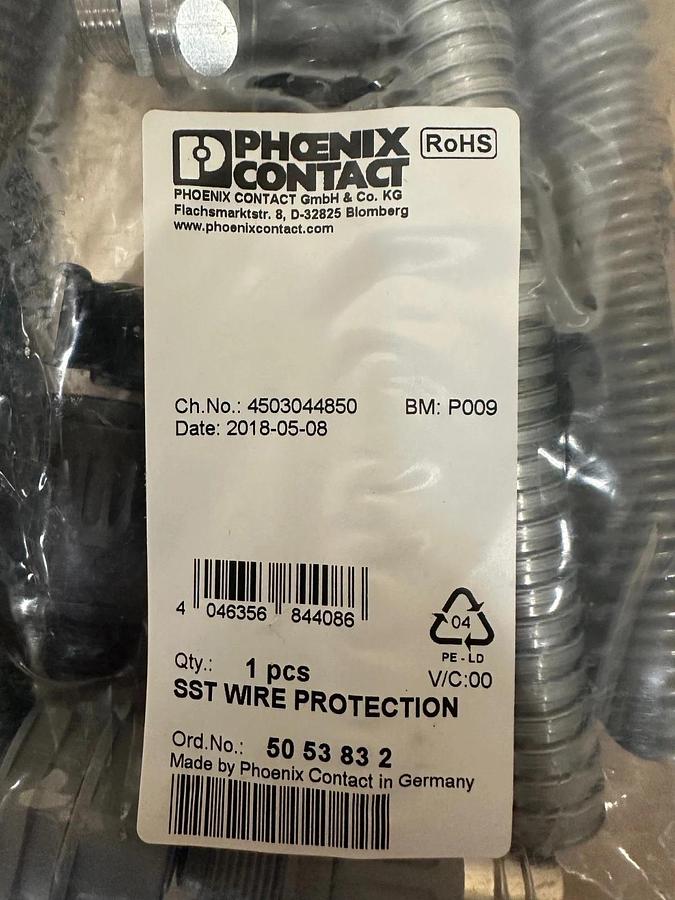 PHŒNIX RoHS
CONTACT
PHOENIX CONTACT GmbH & Co. KG
Flachsmarktstr. 8, D-32825 Blomberg
www.phoenixcontact.com
Ch.No.: 4503044850 BM: P009
Date: 2018-05-08
4 046356 844086
04
PE-LD
Qty.: 1 pcs V/C:00
SST WIRE PROTECTION
Ord.No.: 50 53 83 2
Made by Phoenix Contact in Germany